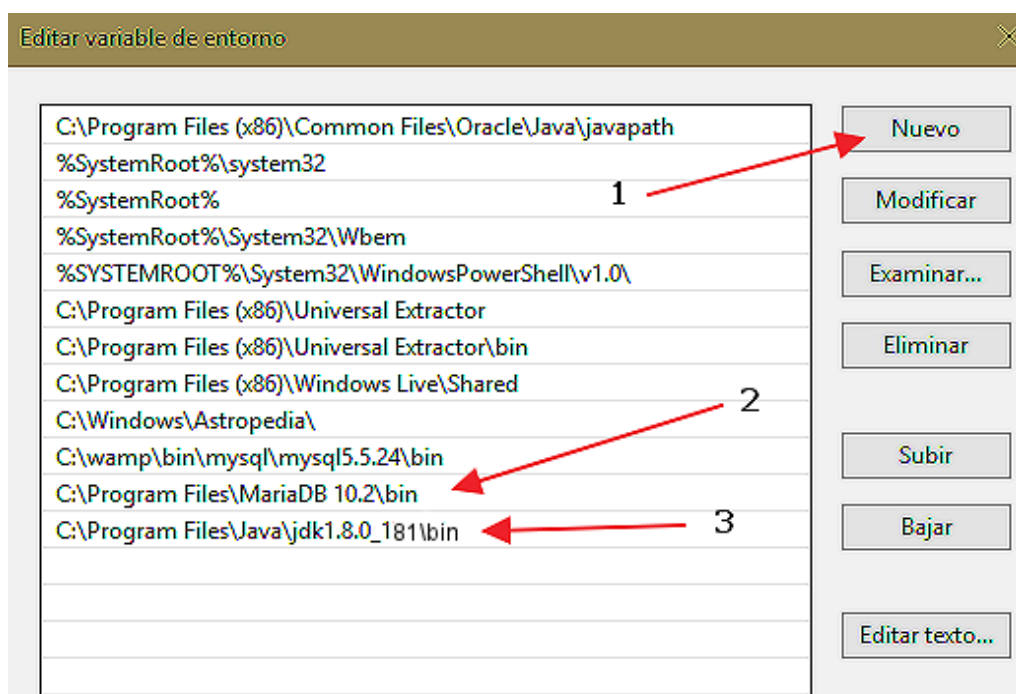 Editar variable de entorno
C:\Program Files (x86)\Common Files\Oracle\Java\javapath
Nuevo
%SystemRoot%\system32
1
%SystemRoot%
Modificar
%SystemRoot%\System32\Wbem
%SYSTEMROOT%\System32\WindowsPowerShell\v1.0\
Examinar...
C:\Program Files (x86)\Universal Extractor
C:\Program Files (x86)\Universal Extractor\bin
Eliminar
C:\Program Files (x86)\Windows Live\Shared
2
C:\Windows\Astropedia\
C:\wamp\bin\mysql\mysql5.5.24\bin
Subir
C:\Program Files\MariaDB 10.2\bin
C:\Program Files\Java\jdk1.8.0_181\bin
3
Bajar
Editar texto...